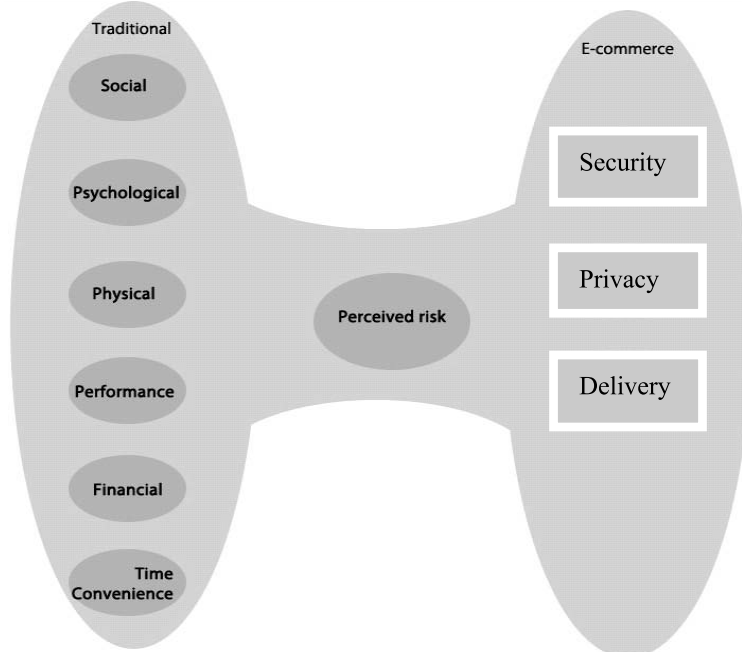 Traditional
Social
Psychological
Physical
Performance
Financial
Time
Convenience
Perceived risk
E-commerce
Security
Privacy
Delivery